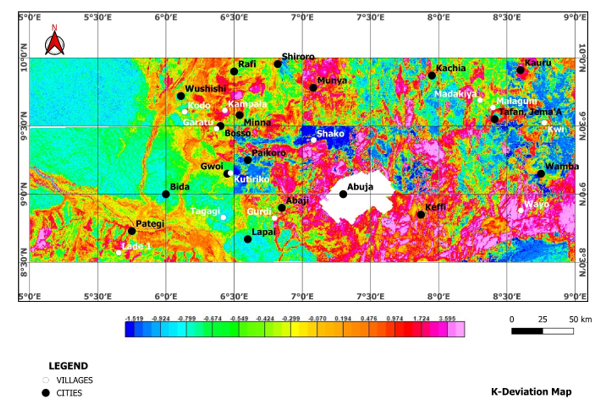 5°0'E 5°30'E 6°0'E 6°30'E 7°0'E 7°30'E 8°0'E 8°30'E 9°0'E
N
10°0'N 10°0'N
Rafi Shiroro Kauru
Kachia
Munya
Wushishi Madakiya
Kodo Kampala Malagum
Minna Zafan, Jema'A
Garatu
9°30'N 9°30'N
Bosso Shako Kwi
Paikoro
Gwoi Wamba
Kutiriko
Bida Abuja
9°0'N 9°0'N
Abaji
Tagagi Gurdi Keffi Wayo
Pategi
Lade 1 Lapai
8°30'N 8°30'N
5°0'E 5°30'E 6°0'E 6°30'E 7°0'E 7°30'E 8°0'E 8°30'E 9°0'E
-1.519 -0.924 -0.799 -0.674 -0.549 -0.424 -0.299 -0.070 0.194 0.476 0.974 1.724 3.595
0 25 50 km
LEGEND
VILLAGES
CITIES
K-Deviation Map